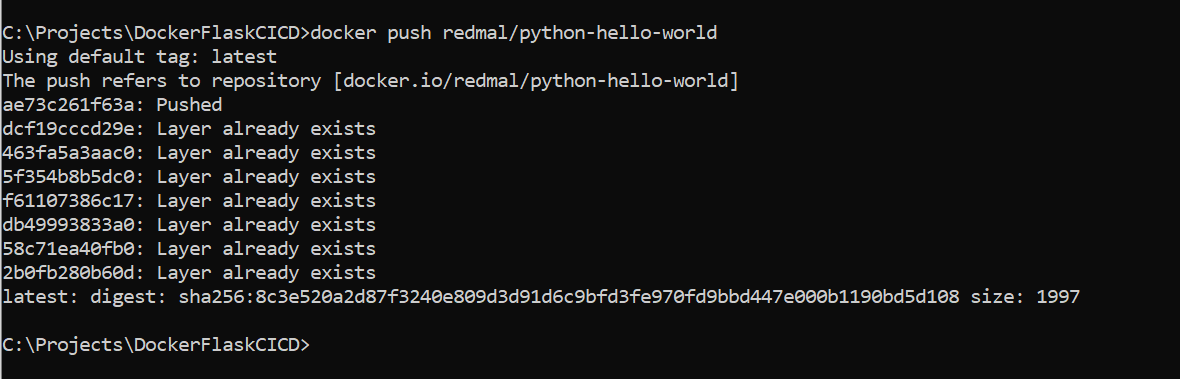 C:\Projects\DockerFlaskCICD>docker push redmal/python-hello-world
Using default tag: latest
The push refers to repository [docker.io/redmal/python-hello-world]
ae73c261f63a: Pushed
dcf19cccd29e: Layer already exists
463fa5a3aac0: Layer already exists
5f354b8b5dc0: Layer already exists
f61107386c17: Layer already exists
db49993833a0: Layer already exists
58c71ea40fb0: Layer already exists
2b0fb280b60d: Layer already exists
latest: digest: sha256:8c3e520a2d87f3240e809d3d91d6c9bfd3fe970fd9bbd447e000b1190bd5d108 size: 1997
C:\Projects\DockerFlaskCICD>